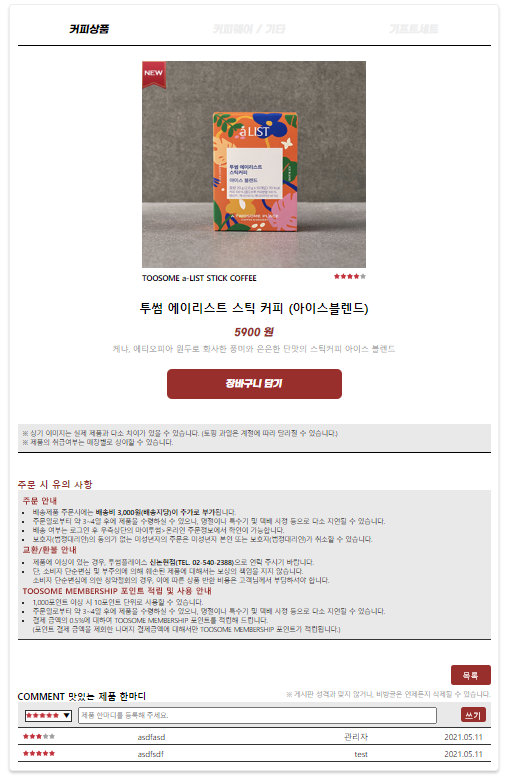 커피상품 커피웨어 / 기타 기프트세트
NEW
á LIST
투썸 에이리스트
스틱커피
아이스 블렌드
A TWOSOME PLACE
TOOSOME a-LIST STICK COFFEE ★★★★★
투썸 에이리스트 스틱 커피 (아이스블렌드)
5900 원
케냐, 에티오피아 원두로 화사한 풍미와 은은한 단맛의 스틱커피 아이스 블렌드
장바구니 담기
※ 상기 이미지는 실제 제품과 다소 차이가 있을 수 있습니다. (토핑 과일은 계절에 따라 달라질 수 있습니다.)
※ 제품의 취급여부는 매장별로 상이할 수 있습니다.
주문 시 유의 사항
주문 안내
• 배송제품 주문시에는 배송비 3,000원(배송지당)이 추가로 부가됩니다.
• 주문일로부터 약 3~4일 후에 제품을 수령하실 수 있으나, 명절이나 특수기 및 택배 사정 등으로 다소 지연될 수 있습니다.
• 배송 여부는 로그인 후 우측상단의 마이투썸>온라인 주문정보에서 확인이 가능합니다.
• 보호자(법정대리인)의 동의가 없는 미성년자의 주문은 미성년자 본인 또는 보호자(법정대리인)가 취소할 수 있습니다.
교환/환불 안내
• 제품에 이상이 있는 경우, 투썸플레이스 신논현점(TEL. 02-540-2388)으로 연락 주시기 바랍니다.
• 단, 소비자 단순변심 및 부주의에 의해 훼손된 제품에 대해서는 보상의 책임을 지지 않습니다.
소비자 단순변심에 의한 청약철회의 경우, 이에 따른 상품 반환 비용은 고객님께서 부담하셔야 합니다.
TOOSOME MEMBERSHIP 포인트 적립 및 사용 안내
• 1,000포인트 이상 시 10포인트 단위로 사용할 수 있습니다.
• 주문일로부터 약 3~4일 후에 제품을 수령하실 수 있으나, 명절이나 특수기 및 택배 사정 등으로 다소 지연될 수 있습니다.
• 결제 금액의 0.5%에 대하여 TOOSOME MEMBERSHIP 포인트를 적립해 드립니다.
(포인트 결제 금액을 제외한 나머지 결제금액에 대해서만 TOOSOME MEMBERSHIP 포인트가 적립됩니다.)
목록
COMMENT 맛있는 제품 한마디 ※ 게시판 성격과 맞지 않거나, 비방글은 언제든지 삭제될 수 있습니다.
★★★★★ ▼ 제품 한마디를 등록해 주세요. 쓰기
★★★★★ asdfasd 관리자 2021.05.11
★★★★★ asdfsdf test 2021.05.11